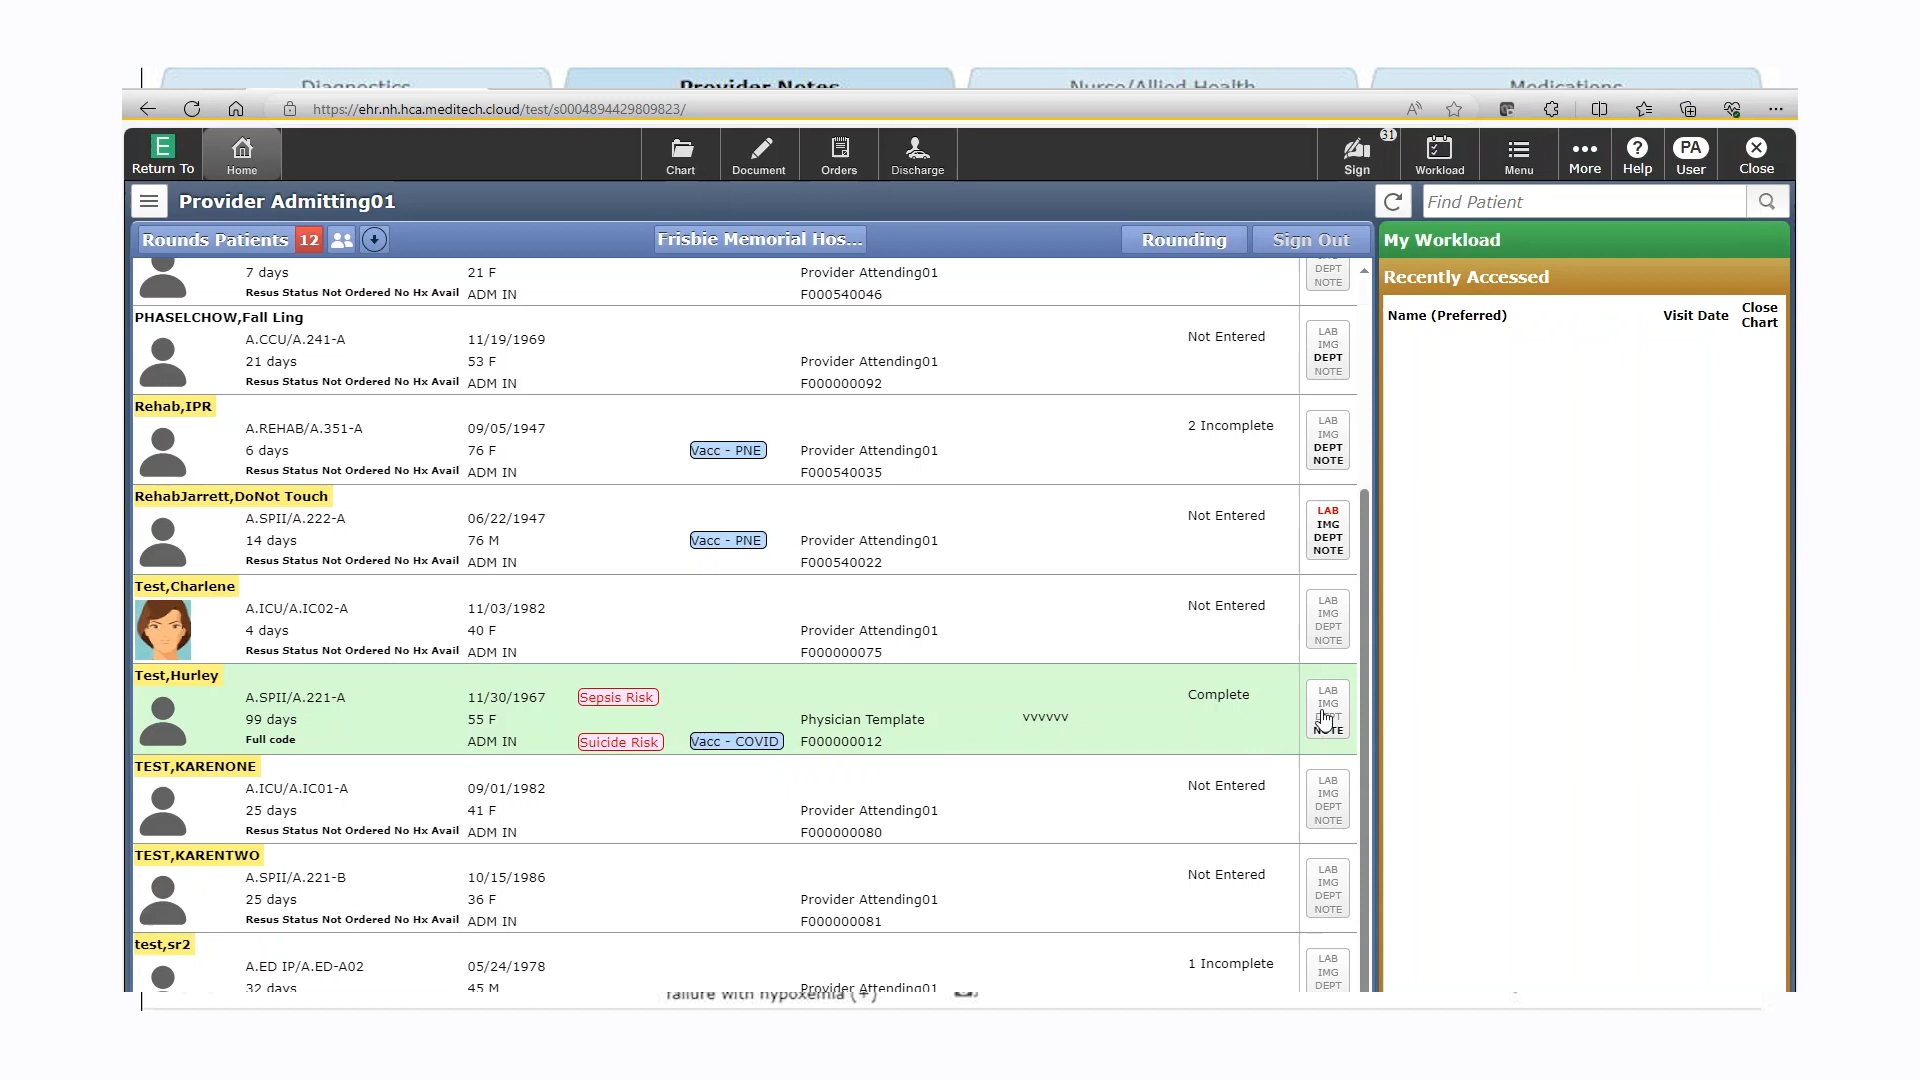 Diagnostics Provider Notes Nurse/Allied Health Medications
https://ehr.nh.hca.meditech.cloud/test/s0004894429809823/
E
Return To Home Chart Document Orders Discharge Sign 31 Workload Menu More ? Help PA User Close
Provider Admitting01 Find Patient
Rounds Patients 12 Frisbie Memorial Hos... Rounding Sign Out My Workload
Recently Accessed
Name (Preferred) Visit Date Close Chart
7 days 21 F Provider Attending01 DEPT
Resus Status Not Ordered No Hx Avail ADM IN F000540046 NOTE
PHASELCHOW,Fall Ling
A.CCU/A.241-A 11/19/1969 Not Entered LAB
IMG
21 days 53 F Provider Attending01 DEPT
Resus Status Not Ordered No Hx Avail ADM IN F000000092 NOTE
Rehab,IPR
A.REHAB/A.351-A 09/05/1947 2 Incomplete LAB
IMG
6 days 76 F Vacc - PNE Provider Attending01 DEPT
Resus Status Not Ordered No Hx Avail ADM IN F000540035 NOTE
RehabJarrett,DoNot Touch
A.SPII/A.222-A 06/22/1947 Not Entered LAB
IMG
14 days 76 M Vacc - PNE Provider Attending01 DEPT
Resus Status Not Ordered No Hx Avail ADM IN F000540022 NOTE
Test,Charlene
A.ICU/A.IC02-A 11/03/1982 Not Entered LAB
IMG
4 days 40 F Provider Attending01 DEPT
Resus Status Not Ordered No Hx Avail ADM IN F000000075 NOTE
Test,Hurley
A.SPII/A.221-A 11/30/1967 Sepsis Risk Complete LAB
IMG
99 days 55 F Physician Template vvvvvv DEPT
Full code ADM IN Suicide Risk Vacc - COVID F000000012 NOTE
TEST,KARENONE
A.ICU/A.IC01-A 09/01/1982 Not Entered LAB
IMG
25 days 41 F Provider Attending01 DEPT
Resus Status Not Ordered No Hx Avail ADM IN F000000080 NOTE
TEST,KARENTWO
A.SPII/A.221-B 10/15/1986 Not Entered LAB
IMG
25 days 36 F Provider Attending01 DEPT
Resus Status Not Ordered No Hx Avail ADM IN F000000081 NOTE
test,sr2
A.ED IP/A.ED-A02 05/24/1978 1 Incomplete LAB
IMG
32 days 45 M Provider Attending01 DEPT
failure with hypoxemia (+)